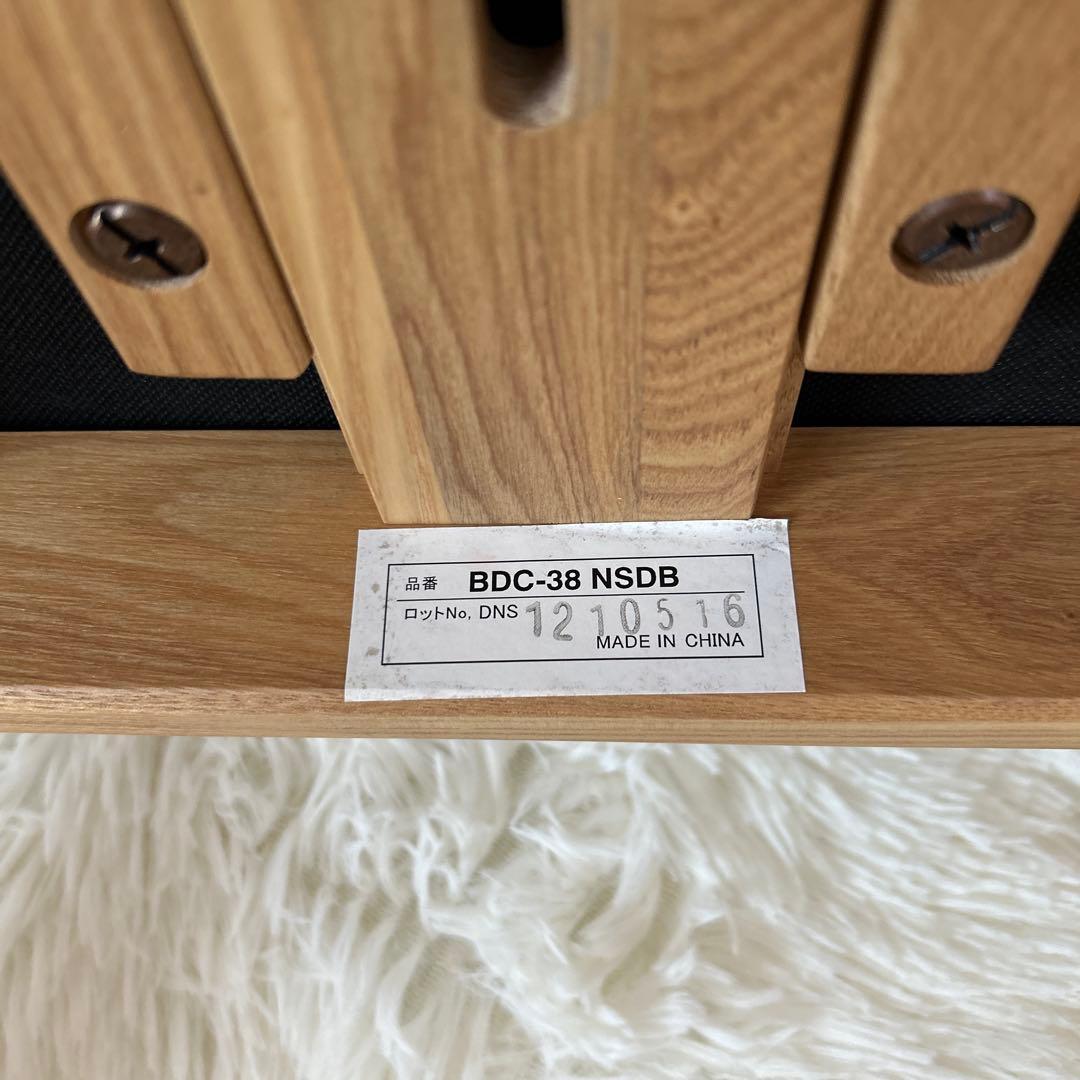 品番 BDC-38 NSDB
ロットNo, DNS 1210516
MADE IN CHINA